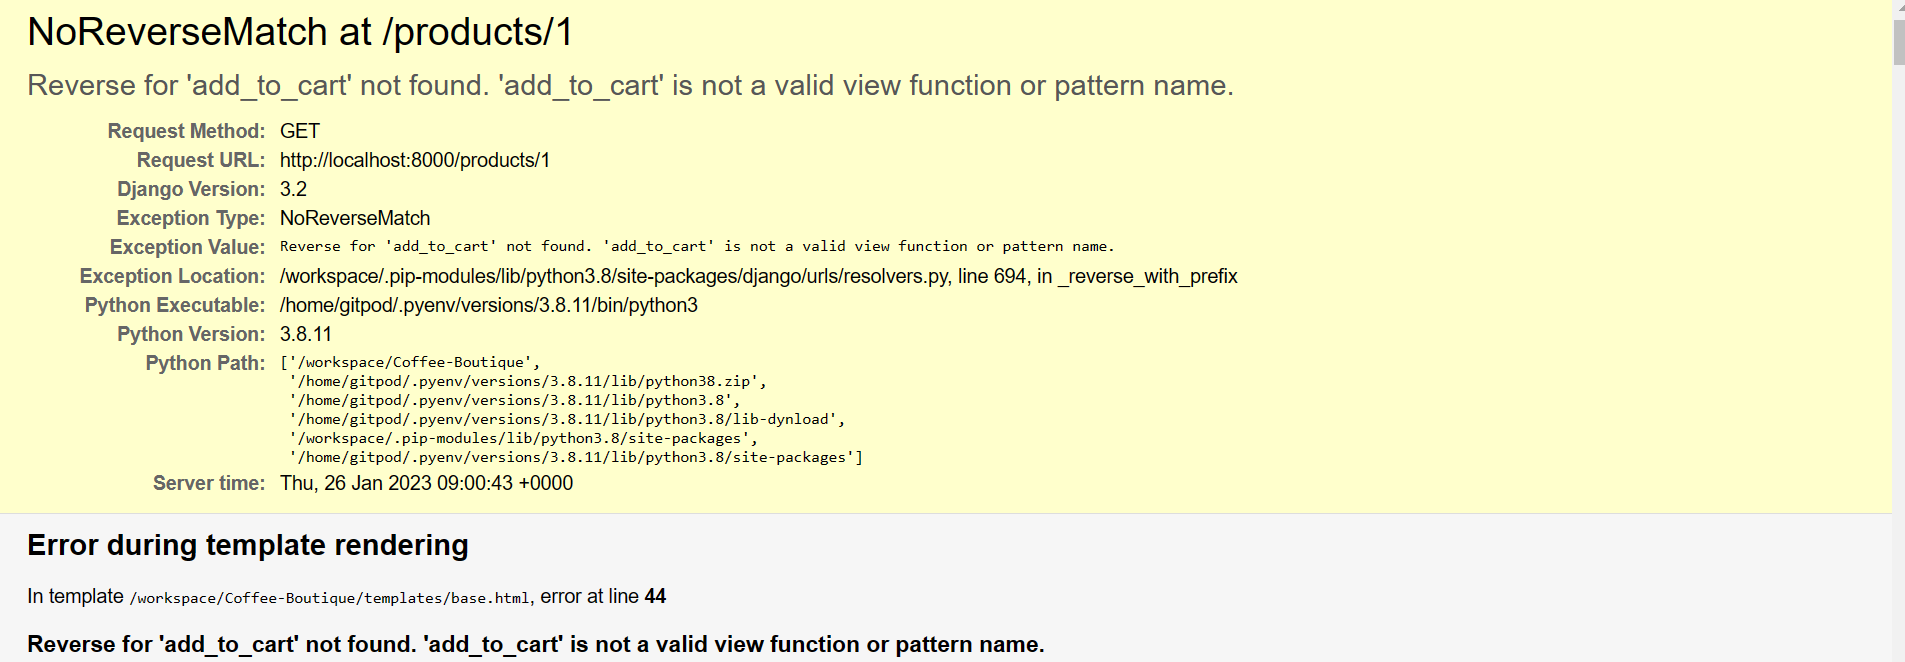 NoReverseMatch at /products/1
Reverse for 'add_to_cart' not found. 'add_to_cart' is not a valid view function or pattern name.
Request Method: GET
Request URL: http://localhost:8000/products/1
Django Version: 3.2
Exception Type: NoReverseMatch
Exception Value: Reverse for 'add_to_cart' not found. 'add_to_cart' is not a valid view function or pattern name.
Exception Location: /workspace/.pip-modules/lib/python3.8/site-packages/django/urls/resolvers.py, line 694, in _reverse_with_prefix
Python Executable: /home/gitpod/.pyenv/versions/3.8.11/bin/python3
Python Version: 3.8.11
Python Path: ['/workspace/Coffee-Boutique',
'/home/gitpod/.pyenv/versions/3.8.11/lib/python38.zip',
'/home/gitpod/.pyenv/versions/3.8.11/lib/python3.8',
'/home/gitpod/.pyenv/versions/3.8.11/lib/python3.8/lib-dynload',
'/workspace/.pip-modules/lib/python3.8/site-packages',
'/home/gitpod/.pyenv/versions/3.8.11/lib/python3.8/site-packages']
Server time: Thu, 26 Jan 2023 09:00:43 +0000
Error during template rendering
In template /workspace/Coffee-Boutique/templates/base.html, error at line 44
Reverse for 'add_to_cart' not found. 'add_to_cart' is not a valid view function or pattern name.